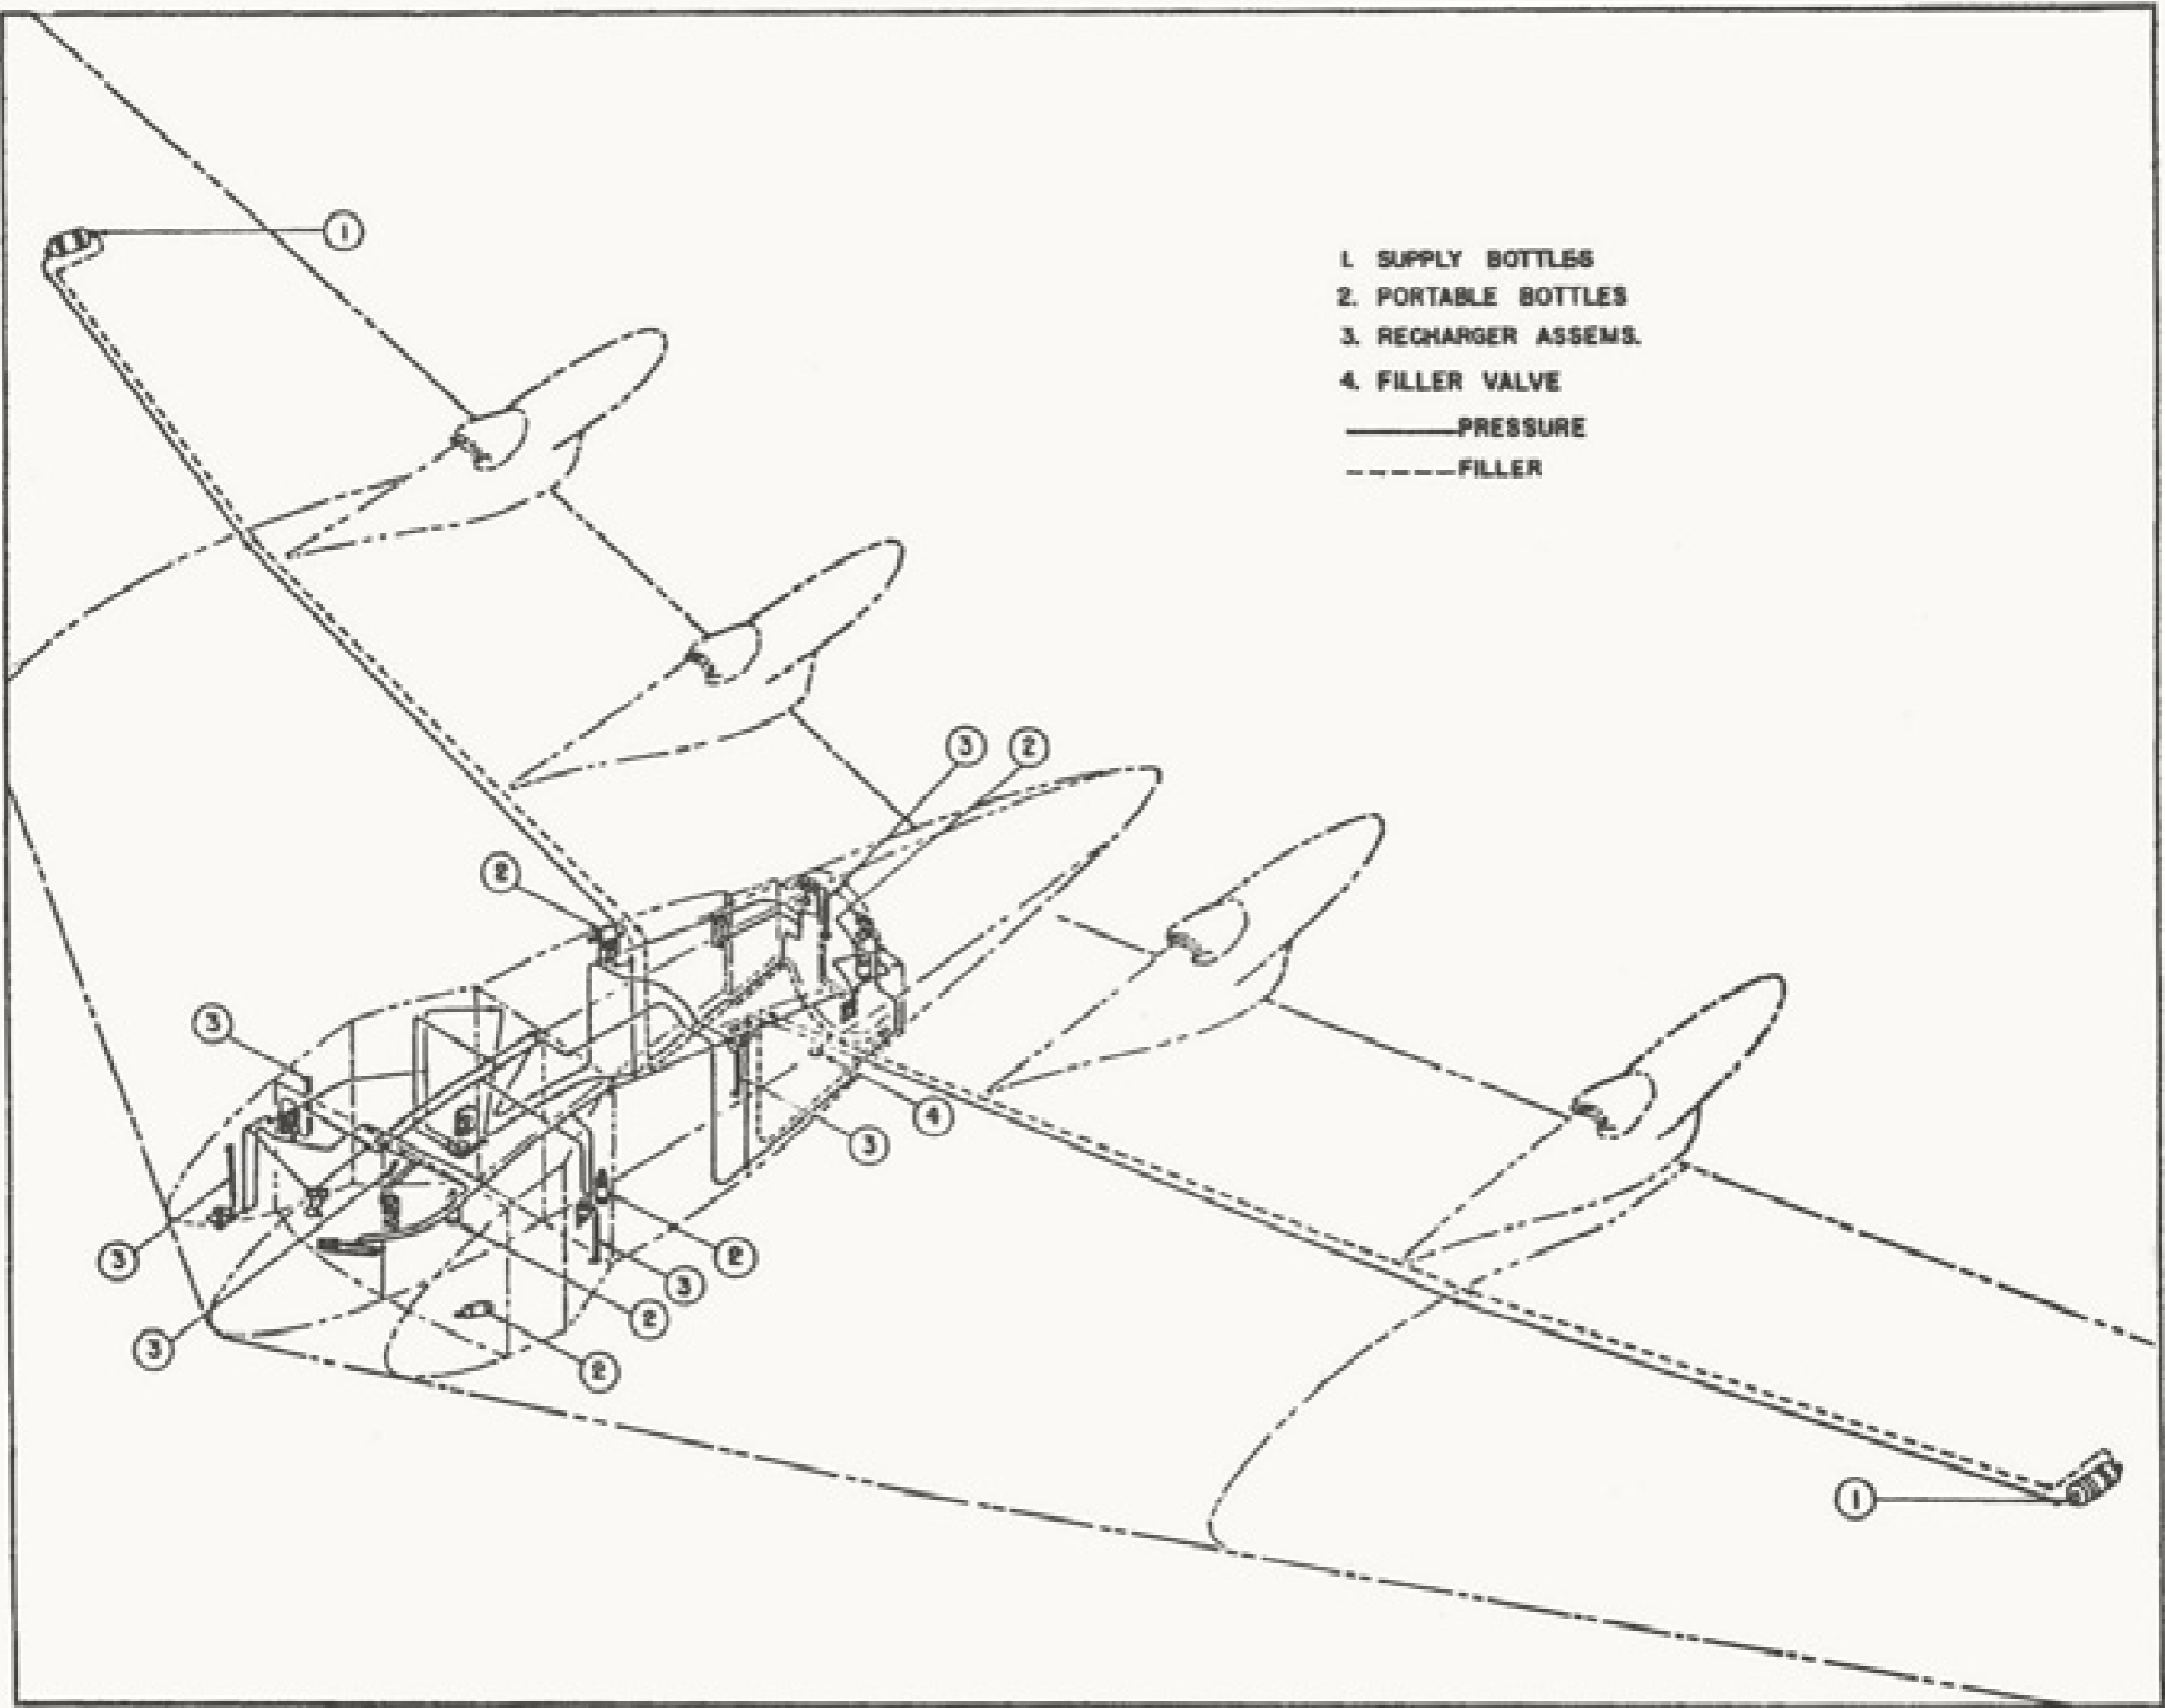 1
1. SUPPLY BOTTLES
2. PORTABLE BOTTLES
3. RECHARGER ASSEMS.
4. FILLER VALVE
PRESSURE
FILLER
3 2
2
3
4
3
3
2
3
2
3
2
1